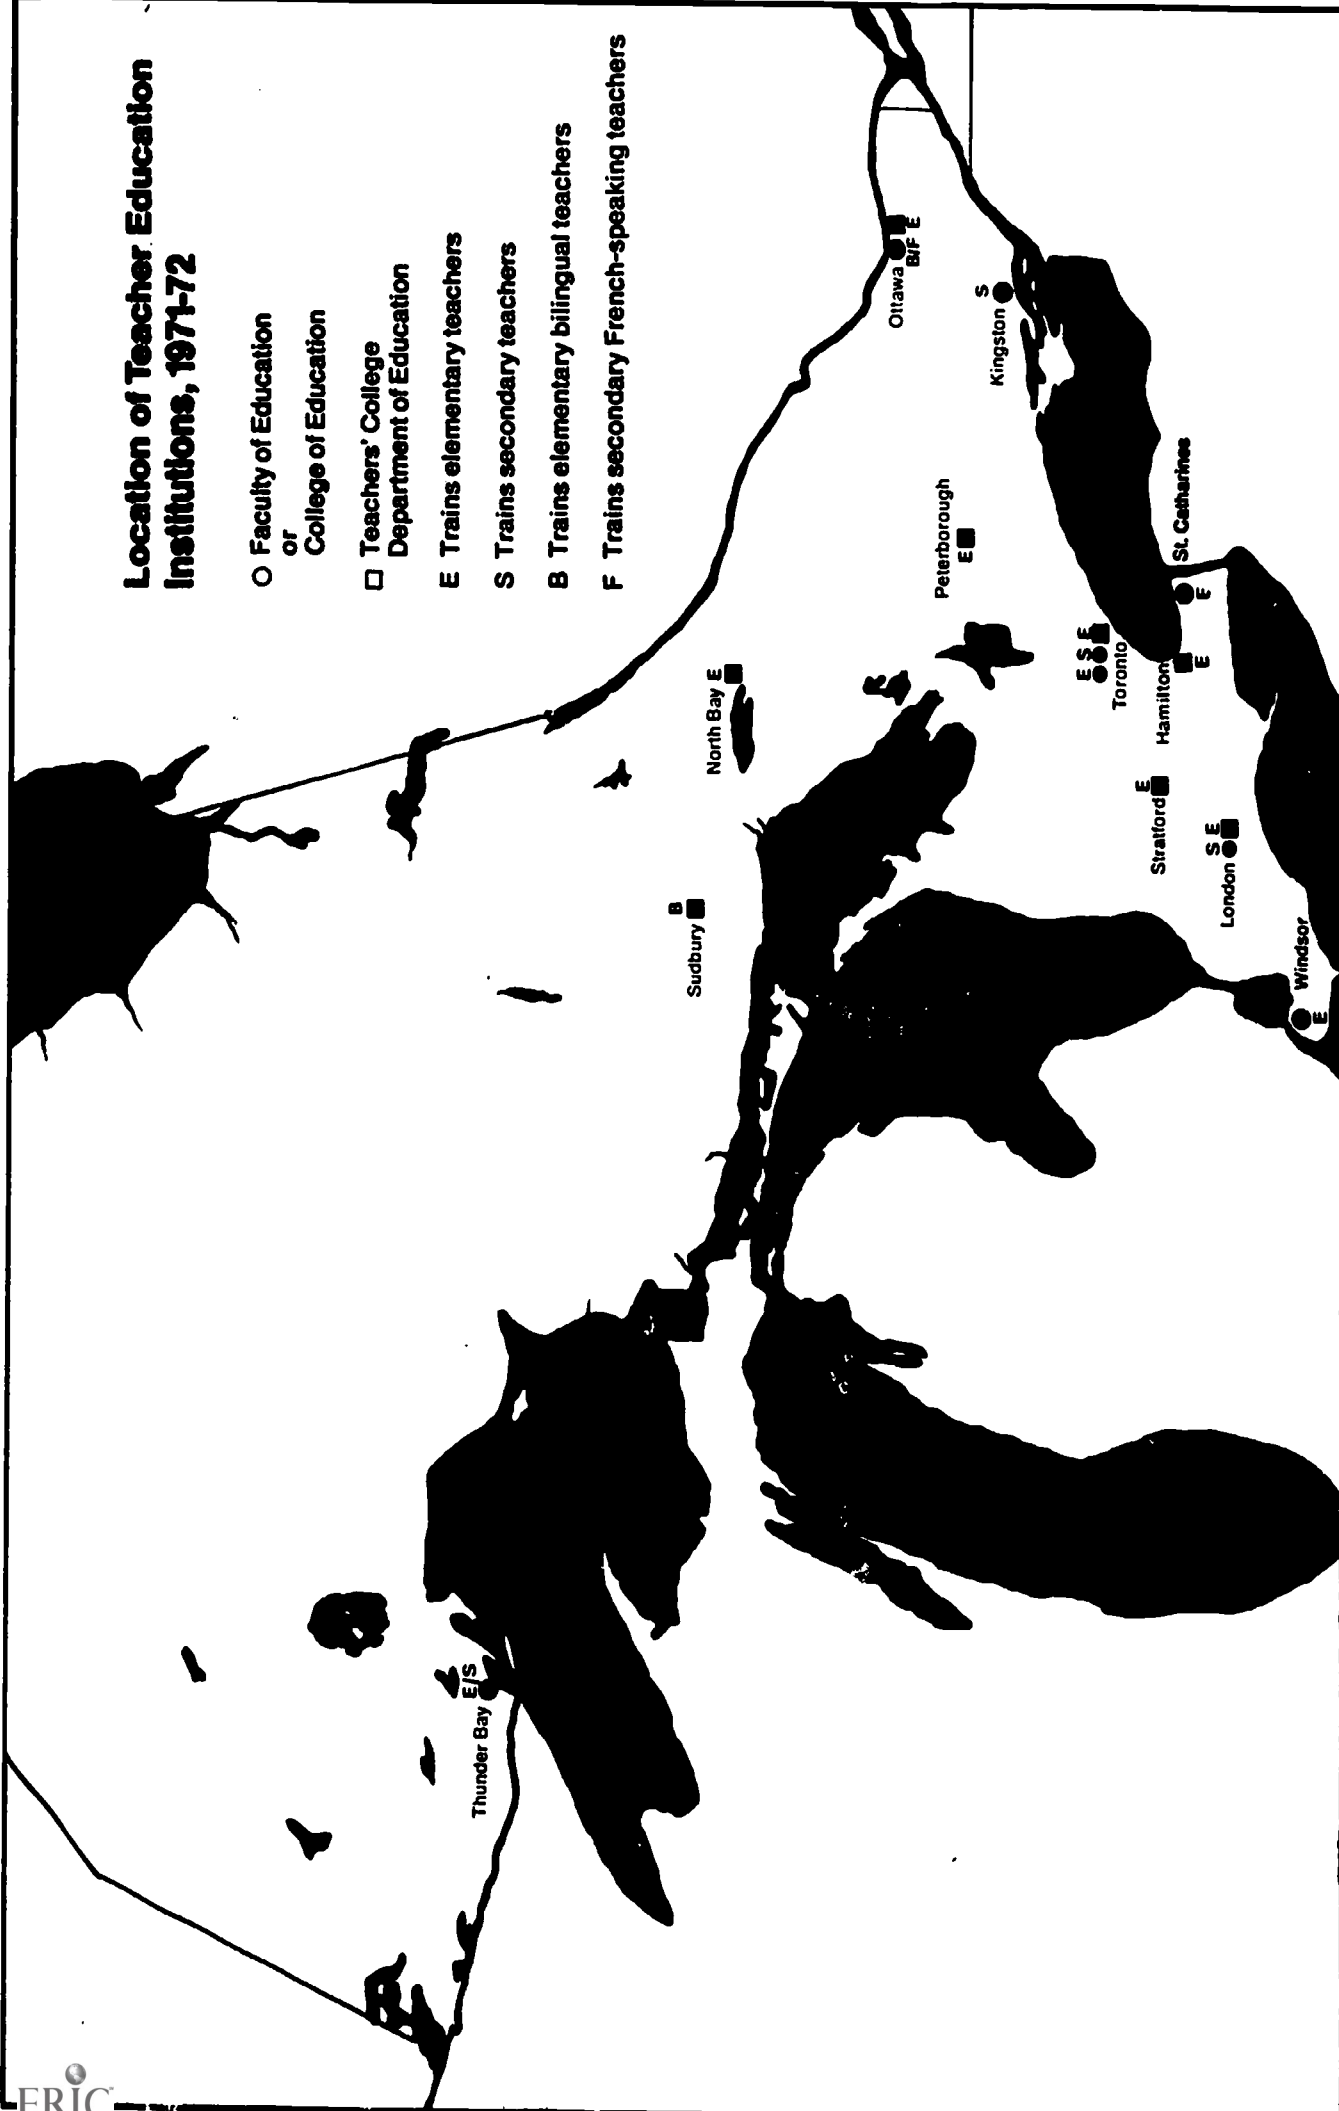 Location of Teacher Education
Institutions, 1971-72
Faculty of Education
or
College of Education
Teachers' College
Department of Education
E Trains elementary teachers
S Trains secondary teachers
B Trains elementary bilingual teachers
F Trains secondary French-speaking teachers
E/S
Thunder Bay
B
Sudbury
North Bay E
Ottawa
B/F E
S
Kingston
Peterborough
E
E S E
Toronto
Hamilton
E
St. Catharines
E
E
Stratford
S E
London
Windsor
E
ERIC